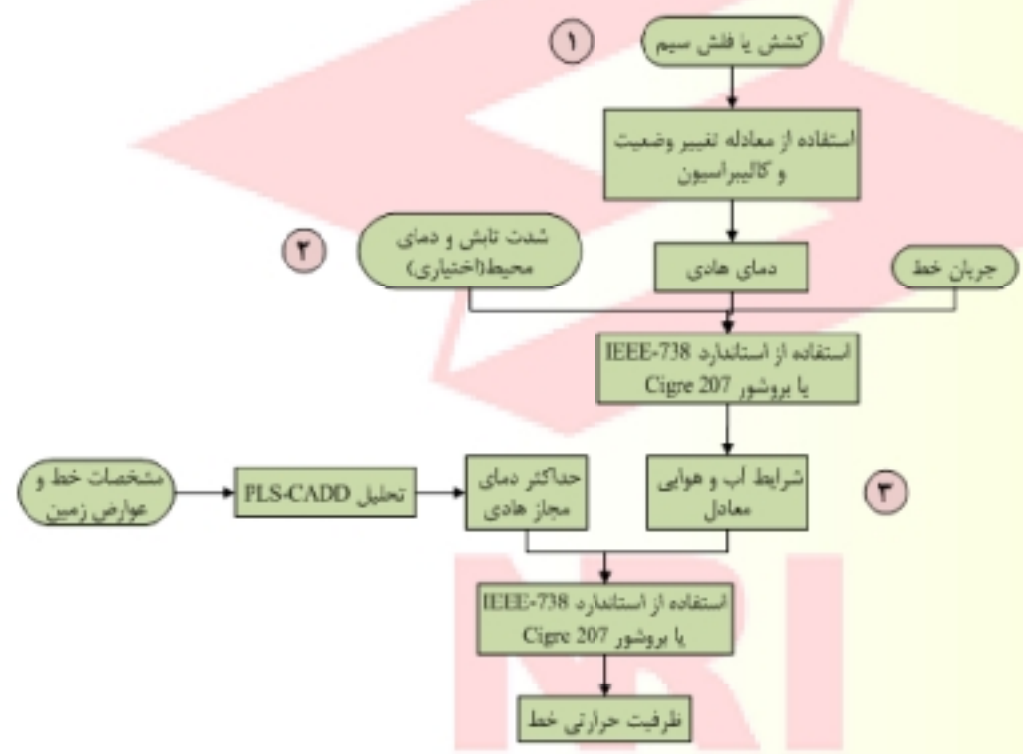 ۱
کشش یا فلش سیم
استفاده از معادله تغییر وضعیت
و کالیبراسیون
۲
شدت تابش و دمای
محیط(اختیاری)
دمای هادی
جریان خط
استفاده از استاندارد IEEE-738
یا بروشور Cigre 207
مشخصات خط و
عوارض زمین
تحلیل PLS-CADD
حداکثر دمای
مجاز هادی
شرایط آب و هوایی
معادل
۳
استفاده از استاندارد IEEE-738
یا بروشور Cigre 207
ظرفیت حرارتی خط
NRI